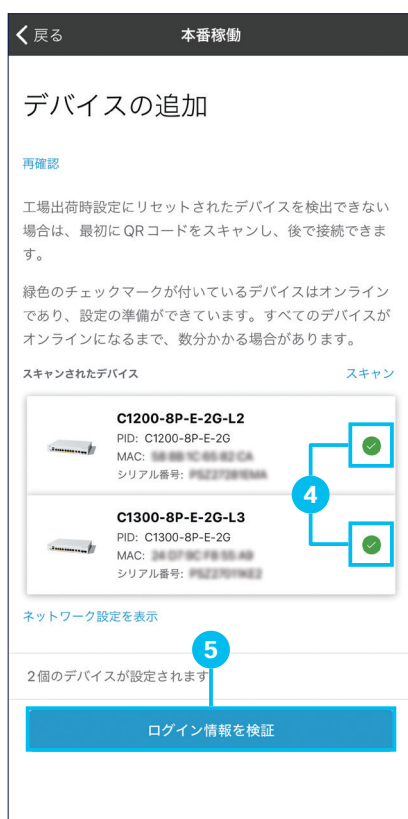 戻る
本番稼働
デバイスの追加
再確認
工場出荷時設定にリセットされたデバイスを検出できない
場合は、最初に QR コードをスキャンし、後で接続できま
す。
緑色のチェックマークが付いているデバイスはオンライン
であり、設定の準備ができています。すべてのデバイスが
オンラインになるまで、数分かかる場合があります。
スキャンされたデバイス
スキャン
C1200-8P-E-2G-L2
PID: C1200-8P-E-2G
MAC:
シリアル番号:
4
C1300-8P-E-2G-L3
PID: C1300-8P-E-2G
MAC:
シリアル番号:
ネットワーク設定を表示
5
2個のデバイスが設定されます
ログイン情報を検証